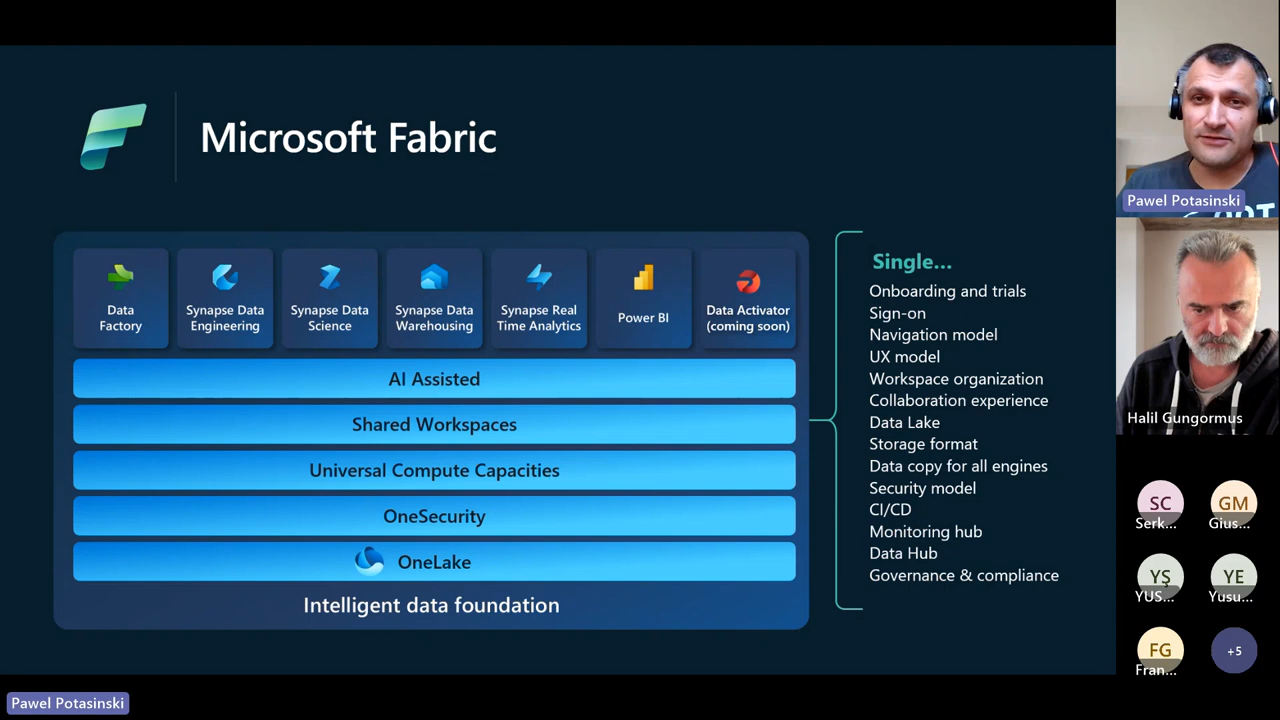 Microsoft Fabric
Data
Factory
Synapse Data
Engineering
Synapse Data
Science
Synapse Data
Warehousing
Synapse Real
Time Analytics
Power BI
Data Activator
(coming soon)
AI Assisted
Shared Workspaces
Universal Compute Capacities
OneSecurity
OneLake
Intelligent data foundation
Single...
Onboarding and trials
Sign-on
Navigation model
UX model
Workspace organization
Collaboration experience
Data Lake
Storage format
Data copy for all engines
Security model
CI/CD
Monitoring hub
Data Hub
Governance & compliance
Pawel Potasinski
Halil Gungormus
SC
Serk...
GM
Gius...
YŞ
YUS...
YE
Yusu...
FG
Fran...
+5
Pawel Potasinski